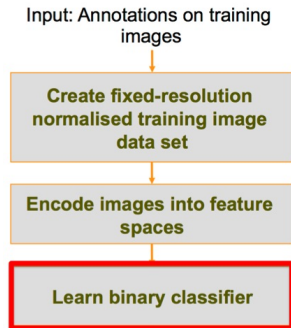 Input: Annotations on training
images
Create fixed-resolution
normalised training image
data set
Encode images into feature
spaces
Learn binary classifier